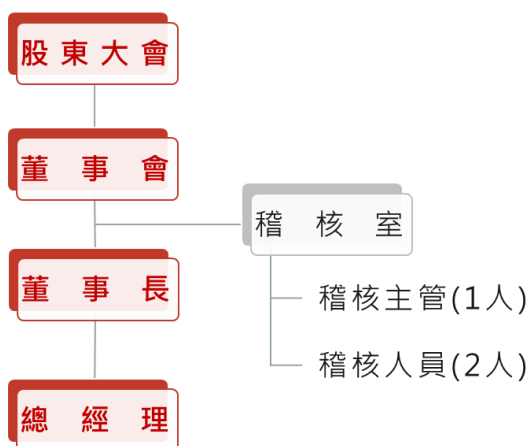 股東大會
董事會
稽核室
董事長
稽核主管(1人)
稽核人員(2人)
總經理